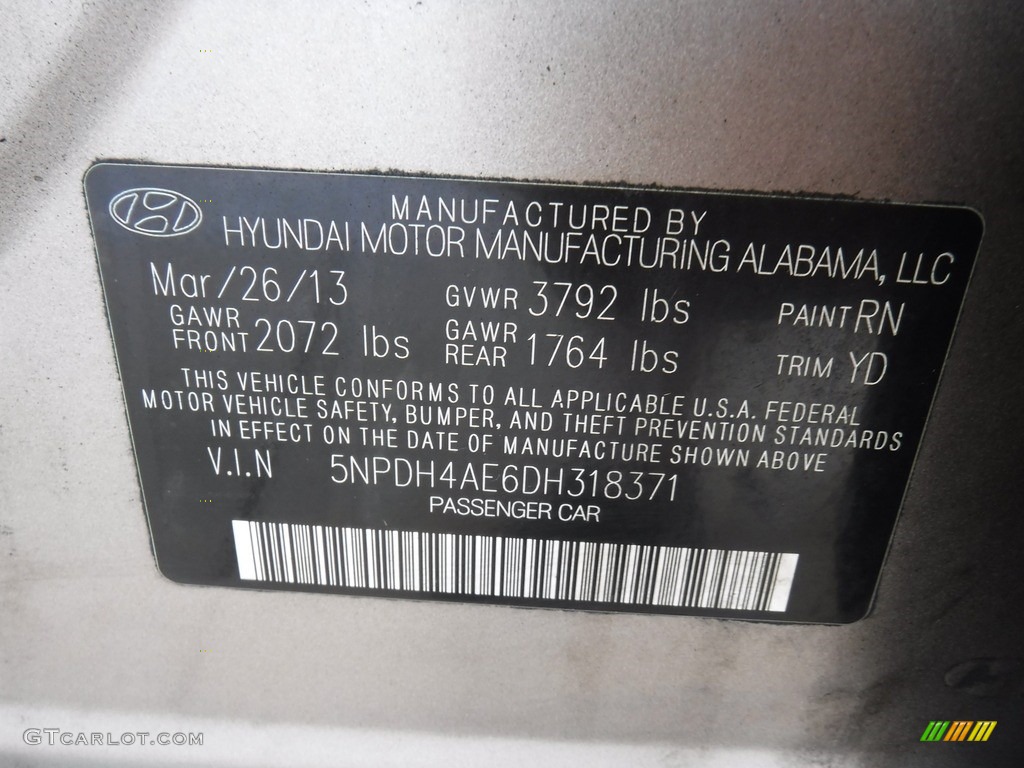 MANUFACTURED BY
HYUNDAI MOTOR MANUFACTURING ALABAMA, LLC
Mar/26/13 GVWR 3792 lbs PAINT RN
GAWR FRONT 2072 lbs GAWR REAR 1764 lbs TRIM YD
THIS VEHICLE CONFORMS TO ALL APPLICABLE U.S.A. FEDERAL
MOTOR VEHICLE SAFETY, BUMPER, AND THEFT PREVENTION STANDARDS
IN EFFECT ON THE DATE OF MANUFACTURE SHOWN ABOVE
V.I.N 5NPDH4AE6DH318371
PASSENGER CAR
GTCARLOT.COM